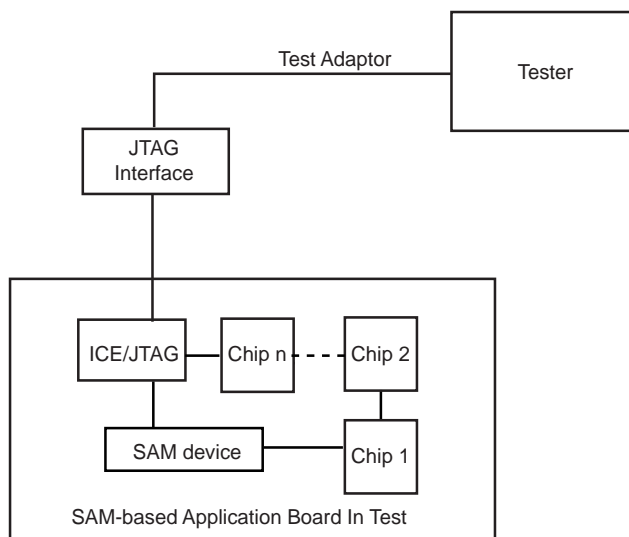 Test Adaptor
Tester
JTAG
Interface
ICE/JTAG
Chip n
Chip 2
SAM device
Chip 1
SAM-based Application Board In Test